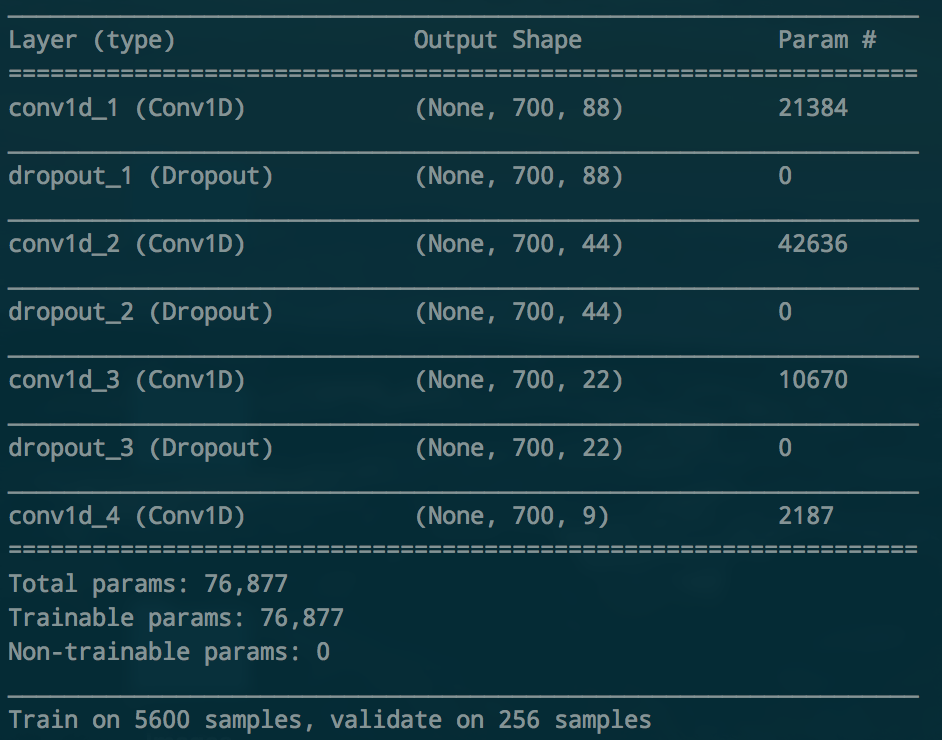 Layer (type)                 Output Shape              Param #
=================================================================
conv1d_1 (Conv1D)            (None, 700, 88)           21384
dropout_1 (Dropout)          (None, 700, 88)           0
conv1d_2 (Conv1D)            (None, 700, 44)           42636
dropout_2 (Dropout)          (None, 700, 44)           0
conv1d_3 (Conv1D)            (None, 700, 22)           10670
dropout_3 (Dropout)          (None, 700, 22)           0
conv1d_4 (Conv1D)            (None, 700, 9)            2187
=================================================================
Total params: 76,877
Trainable params: 76,877
Non-trainable params: 0
Train on 5600 samples, validate on 256 samples